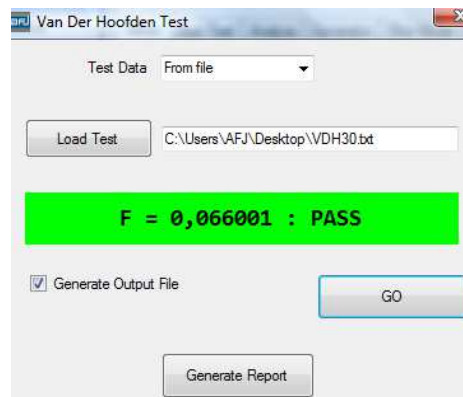 Van Der Hoofden Test
Test Data From file
Load Test C:\Users\AFJ\Desktop\VDH30.txt
F = 0,066001 : PASS
Generate Output File
GO
Generate Report